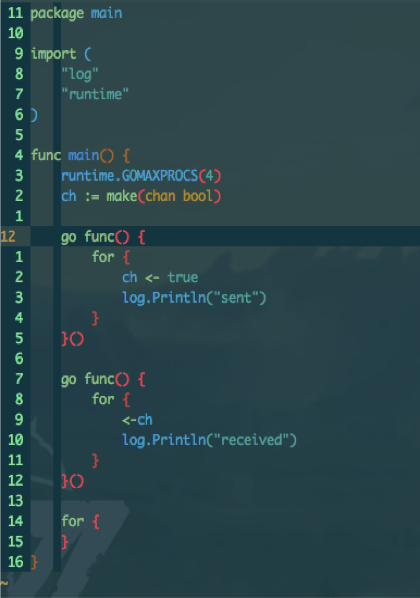 11 package main
10
9 import (
8     "log"
7     "runtime"
6 )
5
4 func main() {
3     runtime.GOMAXPROCS(4)
2     ch := make(chan bool)
1
12     go func() {
1         for {
2             ch <- true
3             log.Println("sent")
4         }
5     }()
6
7     go func() {
8         for {
9             <-ch
10             log.Println("received")
11         }
12     }()
13
14     for {
15     }
16 }
~